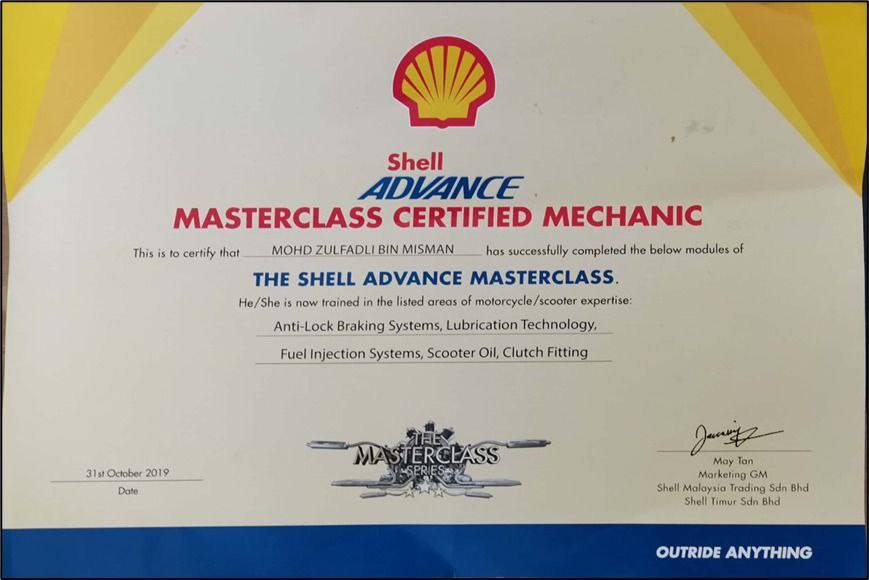 Shell
ADVANCE
MASTERCLASS CERTIFIED MECHANIC
This is to certify that MOHD ZULFADLI BIN MISMAN has successfully completed the below modules of
THE SHELL ADVANCE MASTERCLASS.
He/She is now trained in the listed areas of motorcycle/scooter expertise:
Anti-Lock Braking Systems, Lubrication Technology,
Fuel Injection Systems, Scooter Oil, Clutch Fitting
THE
MASTERCLASS
SERIES
31st October 2019
Date
May Tan
Marketing GM
Shell Malaysia Trading Sdn Bhd
Shell Timur Sdn Bhd
OUTRIDE ANYTHING